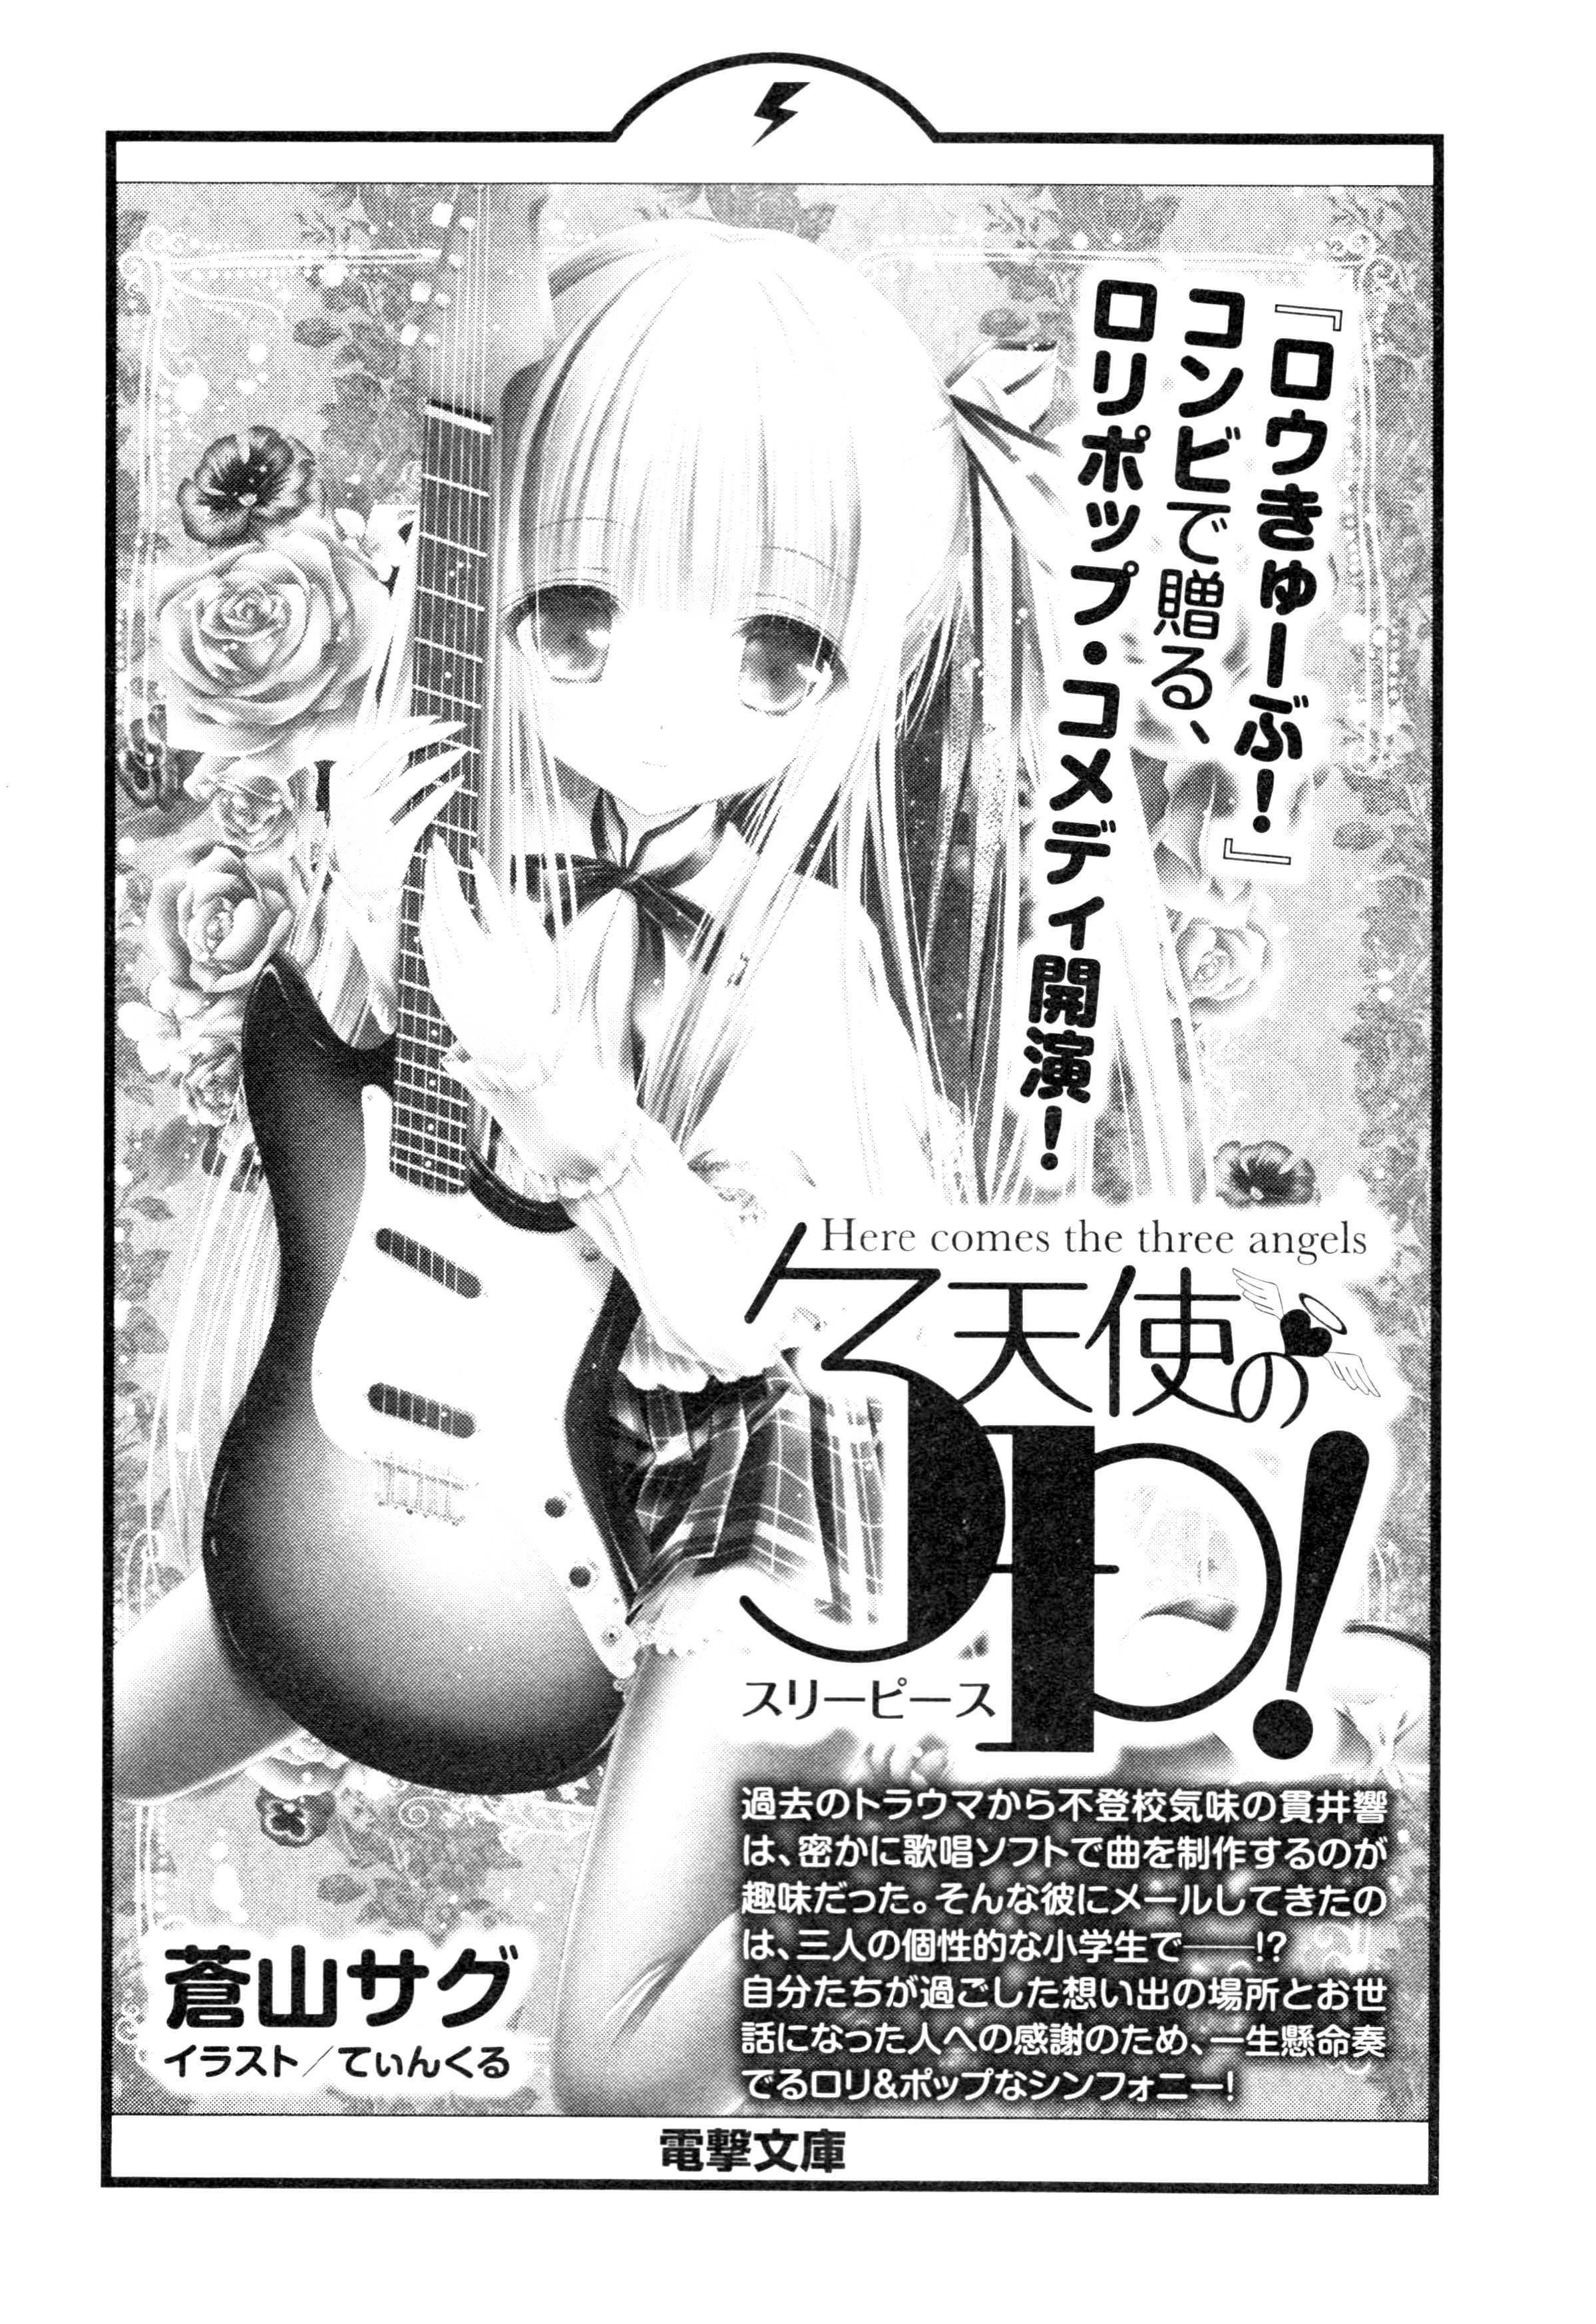 『ロウきゅーぶ!』
コンビで贈る、
ロリポップ・コメディ開演!
Here comes the three angels
天使の
3P!
スリーピース
過去のトラウマから不登校気味の貫井響
は、密かに歌唱ソフトで曲を制作するのが
趣味だった。そんな彼にメールしてきたの
は、三人の個性的な小学生で――!?
自分たちが過ごした想い出の場所とお世
話になった人への感謝のため、一生懸命奏
でるロリ&ポップなシンフォニー!
蒼山サグ
イラスト/てぃんくる
電撃文庫